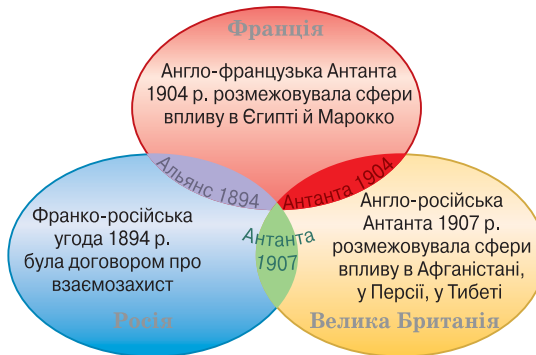 Франція
Англо-французька Антанта
1904 р. розмежовувала сфери
впливу в Єгипті й Марокко
Альянс 1894
Антанта 1904
Франко-російська
угода 1894 р.
була договором про
взаємозахист
Росія
Антанта
1907
Англо-російська
Антанта 1907 р.
розмежовувала сфери
впливу в Афганістані,
у Персії, у Тибеті
Велика Британія